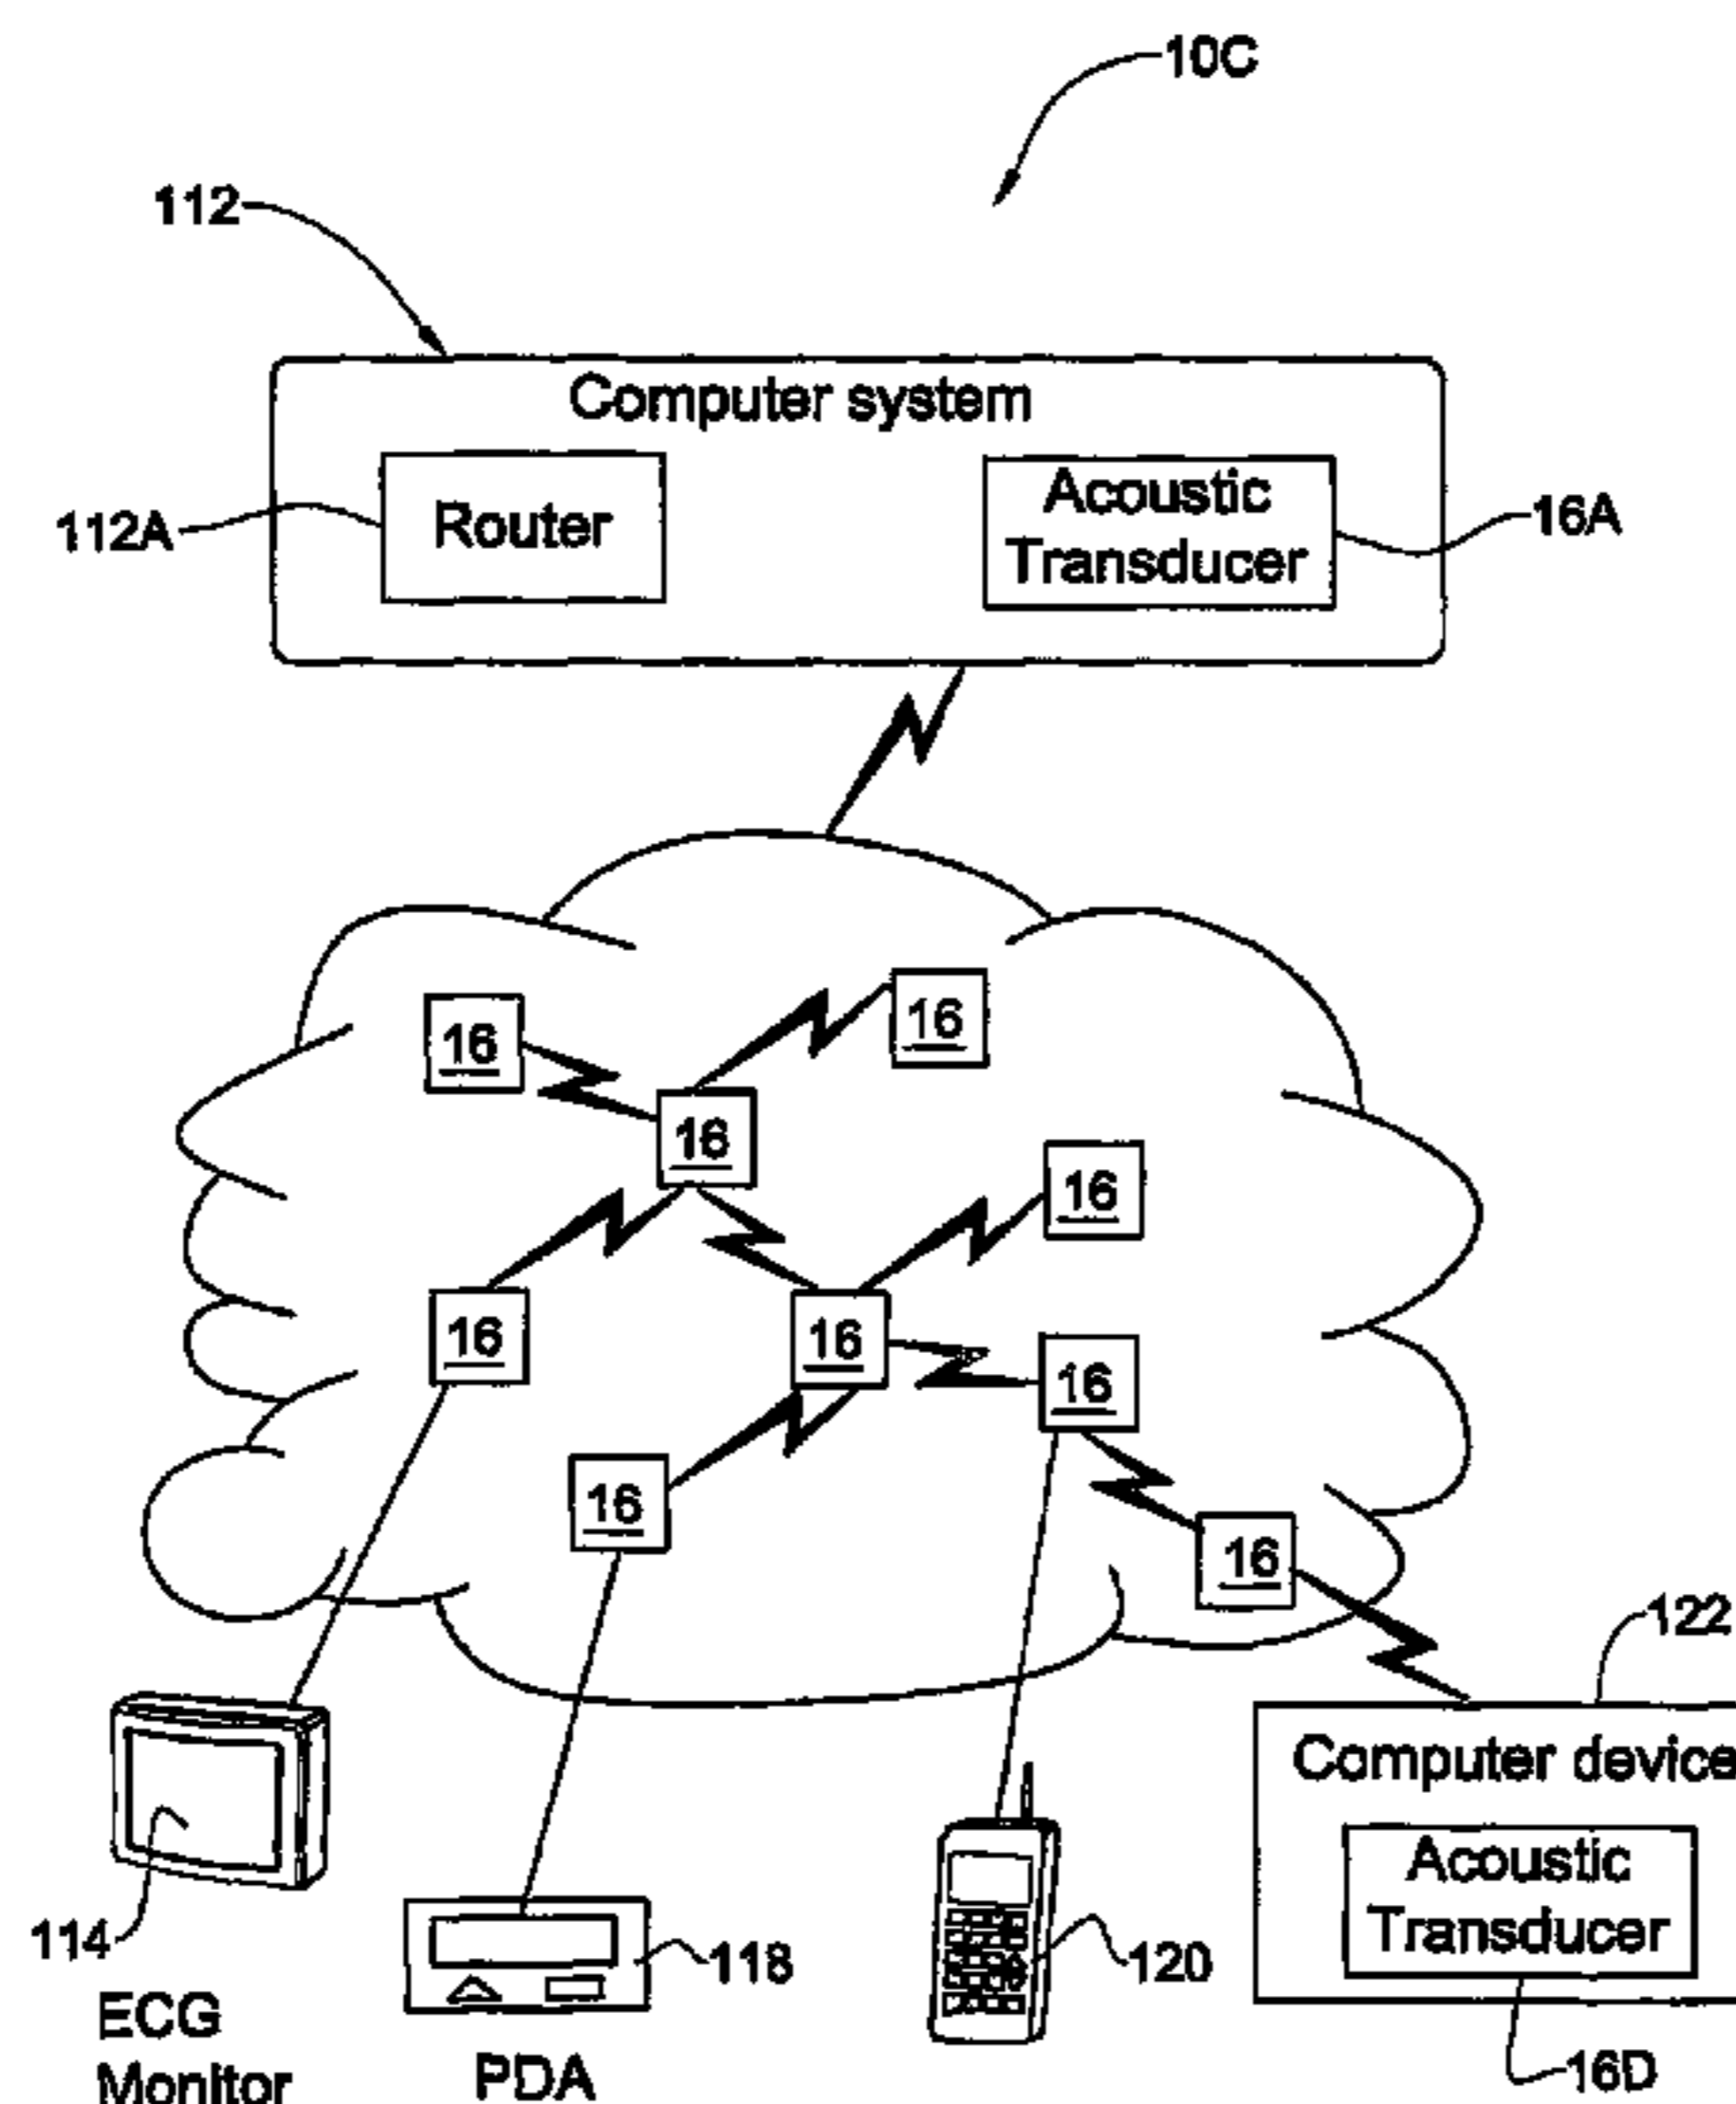 10C
112
Computer system
112A
Router
Acoustic
Transducer
16A
16
16
16
16
16
16
16
16
16
122
Computer device
Acoustic
Transducer
114
118
120
ECG
Monitor
PDA
16D